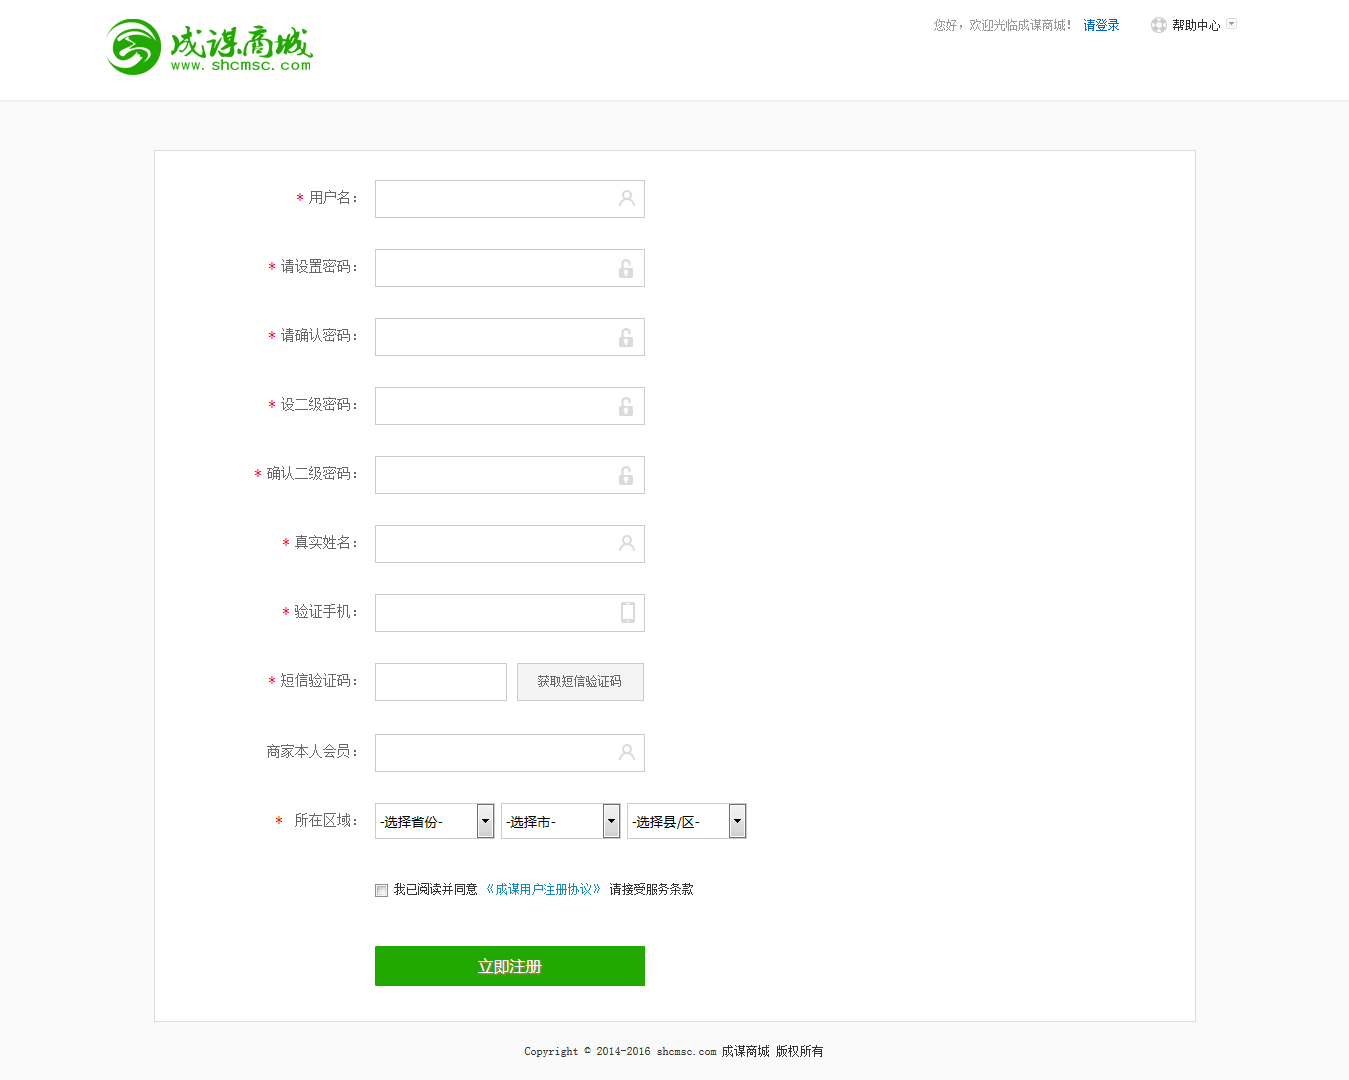 成谋商城
www.shcmsc.com
您好，欢迎光临成谋商城！ 请登录 帮助中心
* 用户名：
* 请设置密码：
* 请确认密码：
* 设二级密码：
* 确认二级密码：
* 真实姓名：
* 验证手机：
* 短信验证码： 获取短信验证码
商家本人会员：
* 所在区域： -选择省份- -选择市- -选择县/区-
我已阅读并同意 《成谋用户注册协议》 请接受服务条款
立即注册
Copyright © 2014-2016 shcmsc.com 成谋商城 版权所有